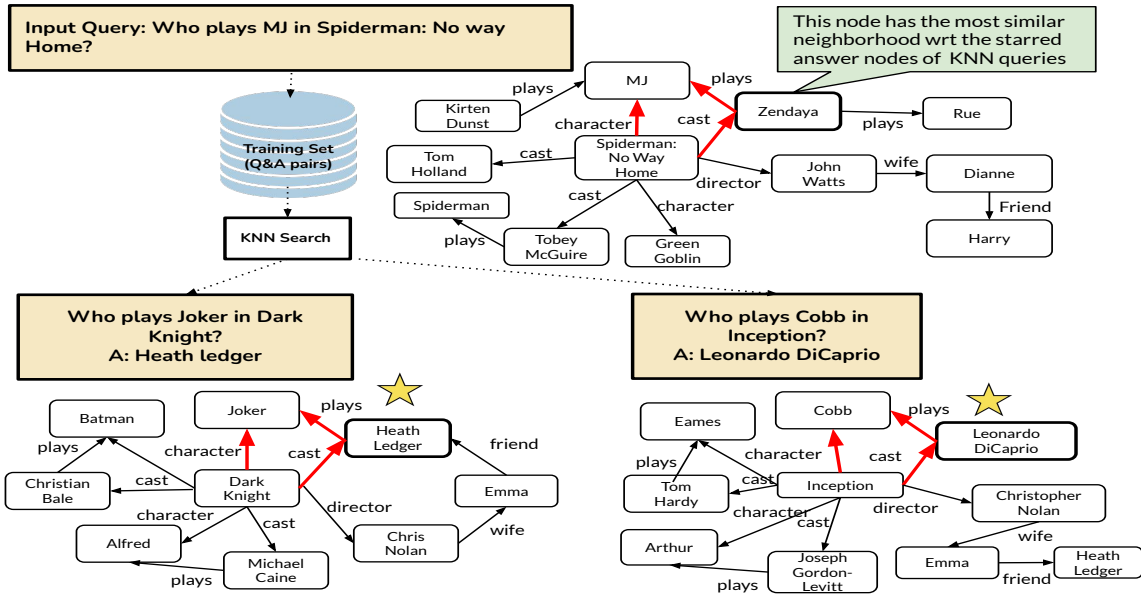 Input Query: Who plays MJ in Spiderman: No way
Home?
This node has the most similar
neighborhood wrt the starred
answer nodes of KNN queries
MJ
plays
plays
Kirten
Dunst
Zendaya
plays
Rue
character
cast
Training Set
(Q&A pairs)
Tom
Holland
cast
Spiderman:
No Way
Home
director
John
Watts
wife
Dianne
Friend
Harry
cast
character
Spiderman
plays
Tobey
McGuire
Green
Goblin
KNN Search
Who plays Joker in Dark
Knight?
A: Heath ledger
Who plays Cobb in
Inception?
A: Leonardo DiCaprio
Batman
Joker
plays
Heath
Ledger
plays
character
cast
friend
Christian
Bale
cast
Dark
Knight
Emma
character
cast
director
wife
Alfred
Chris
Nolan
plays
Michael
Caine
Eames
Cobb
plays
Leonardo
DiCaprio
plays
character
cast
Tom
Hardy
cast
Inception
Christopher
Nolan
character
cast
director
wife
Arthur
plays
Joseph
Gordon-
Levitt
Emma
friend
Heath
Ledger